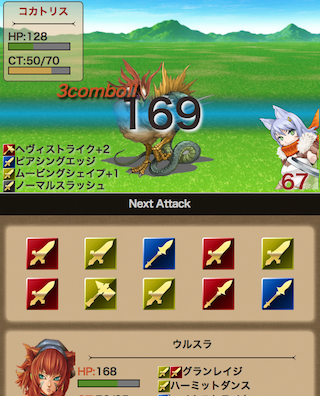 コカトリス
HP:128
CT:50/70
3combo!!
169
ヘヴィストライク+2
ピアシングエッジ
ムービングシェイブ+1
ノーマルスラッシュ
67
Next Attack
ウルスラ
HP:168
グランレイジ
ハーミットダンス